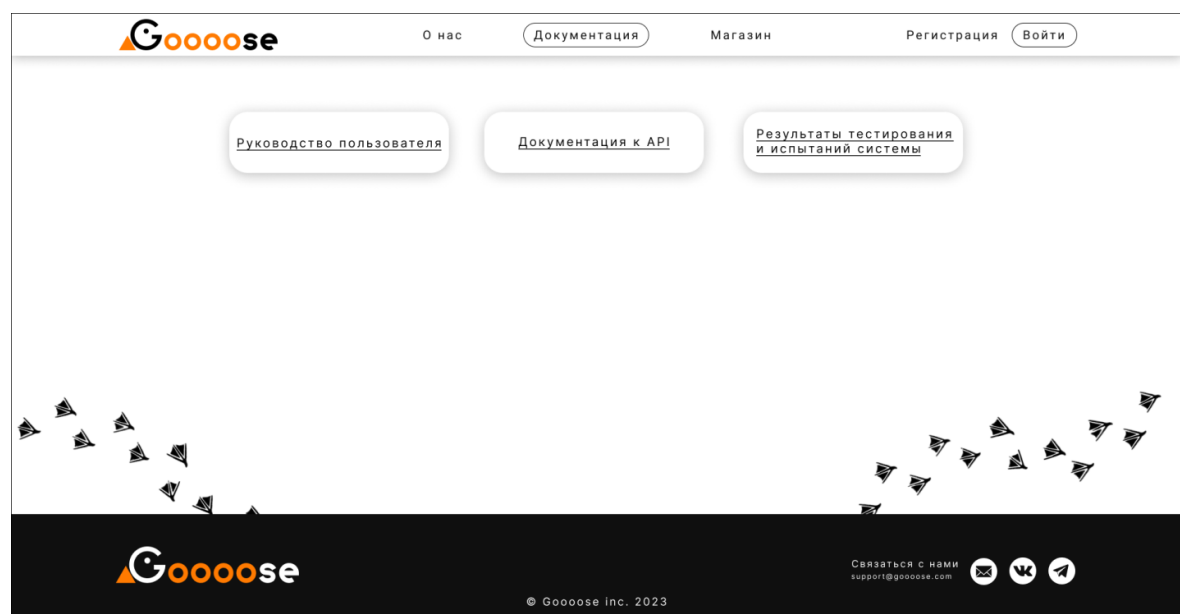 Goooose
О нас
Документация
Магазин
Регистрация
Войти
Руководство пользователя
Документация к API
Результаты тестирования
и испытаний системы
Goooose
Связаться с нами
support@goooose.com
© Goooose inc. 2023